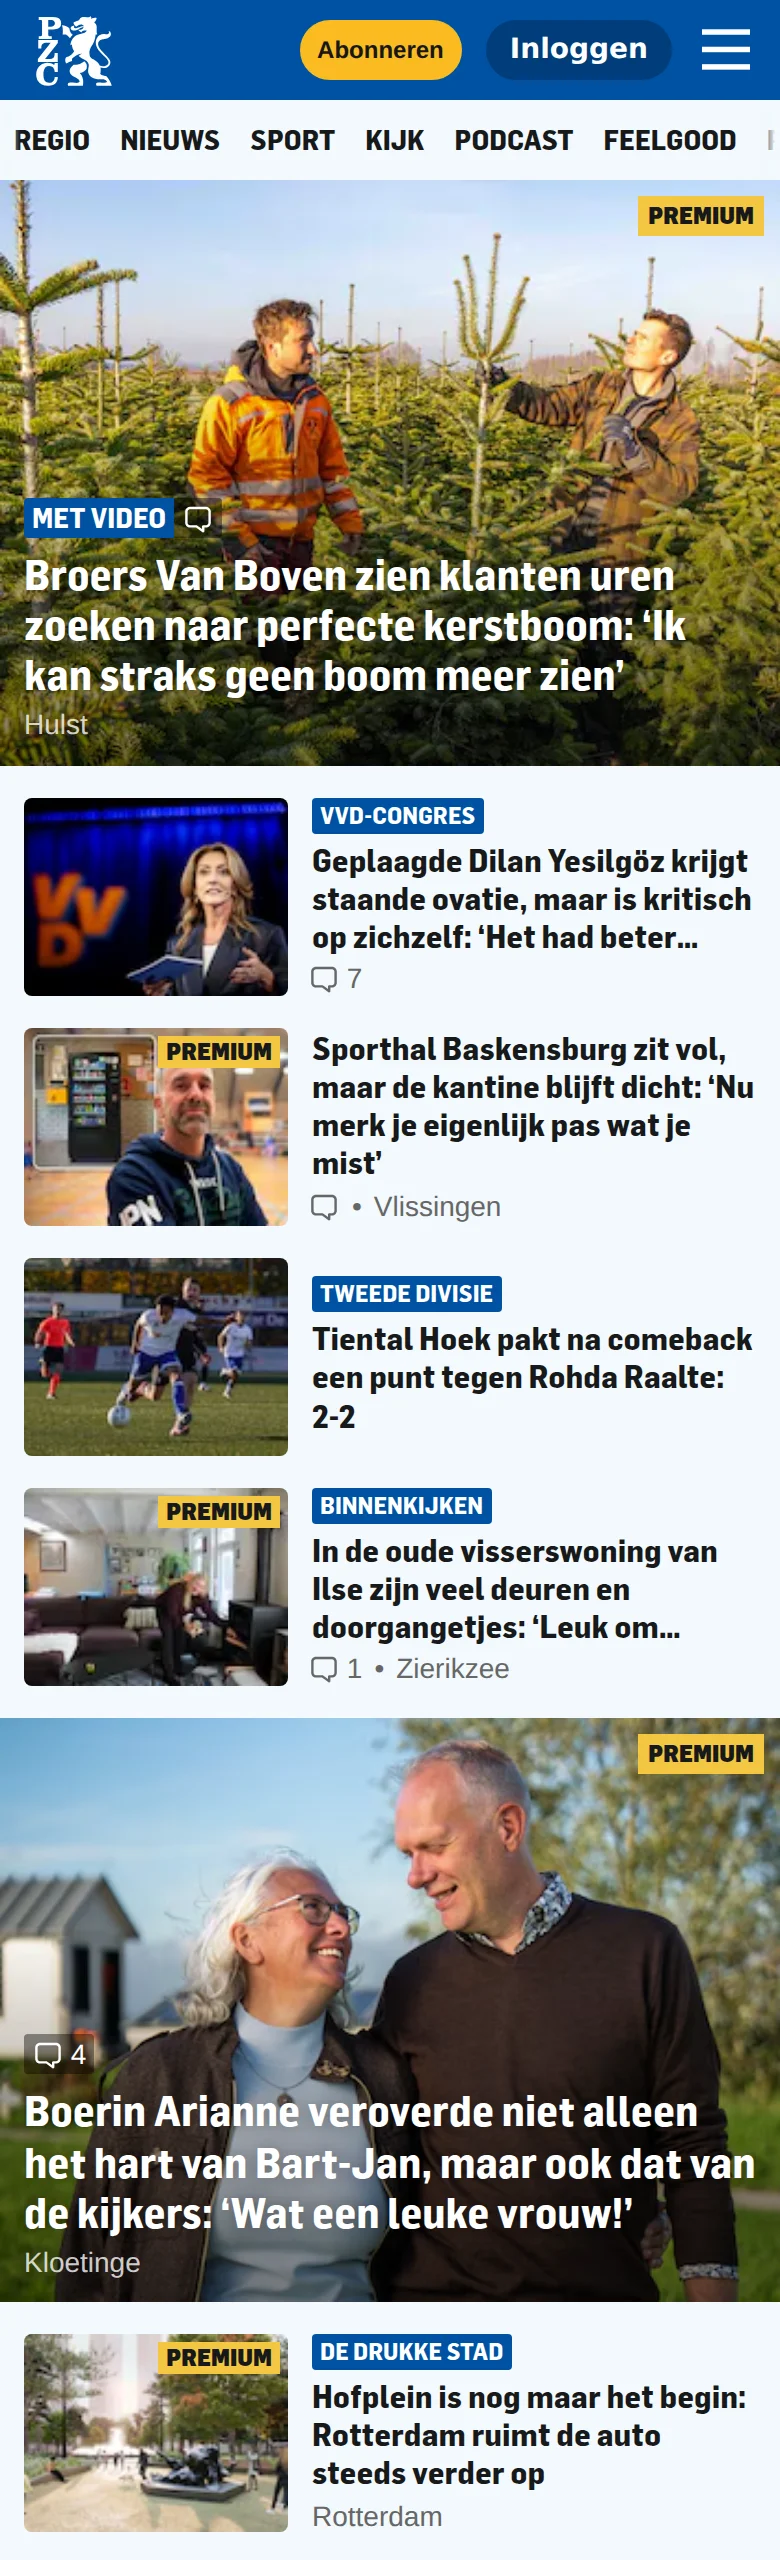 PZC
Abonneren
Inloggen
REGIO NIEUWS SPORT KIJK PODCAST FEELGOOD
PREMIUM
MET VIDEO
Broers Van Boven zien klanten uren
zoeken naar perfecte kerstboom: ‘Ik
kan straks geen boom meer zien’
Hulst
VVD
VVD-CONGRES
Geplaagde Dilan Yesilgöz krijgt
staande ovatie, maar is kritisch
op zichzelf: ‘Het had beter...
7
PREMIUM
Sporthal Baskensburg zit vol,
maar de kantine blijft dicht: ‘Nu
merk je eigenlijk pas wat je
mist’
• Vlissingen
TWEEDE DIVISIE
Tiental Hoek pakt na comeback
een punt tegen Rohda Raalte:
2-2
PREMIUM
BINNENKIJKEN
In de oude visserswoning van
Ilse zijn veel deuren en
doorgangetjes: ‘Leuk om...
1 • Zierikzee
PREMIUM
4
Boerin Arianne veroverde niet alleen
het hart van Bart-Jan, maar ook dat van
de kijkers: ‘Wat een leuke vrouw!’
Kloetinge
PREMIUM
DE DRUKKE STAD
Hofplein is nog maar het begin:
Rotterdam ruimt de auto
steeds verder op
Rotterdam